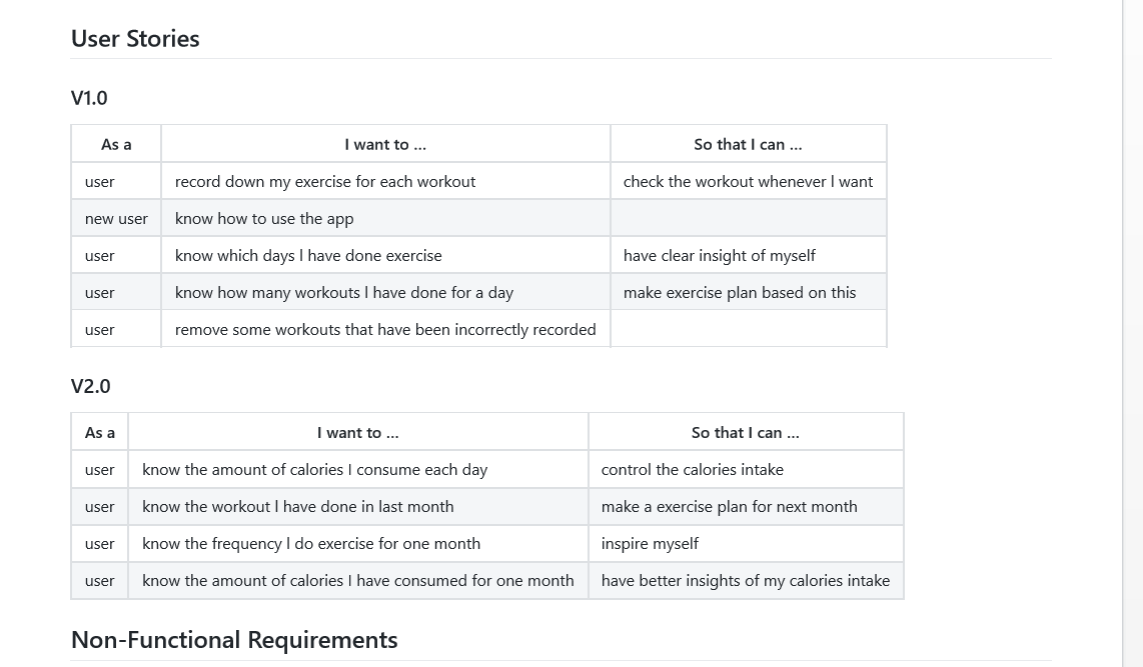 User Stories
V1.0
As a I want to ... So that I can ...
user record down my exercise for each workout check the workout whenever I want
new user know how to use the app
user know which days I have done exercise have clear insight of myself
user know how many workouts I have done for a day make exercise plan based on this
user remove some workouts that have been incorrectly recorded
V2.0
As a I want to ... So that I can ...
user know the amount of calories I consume each day control the calories intake
user know the workout I have done in last month make a exercise plan for next month
user know the frequency I do exercise for one month inspire myself
user know the amount of calories I have consumed for one month have better insights of my calories intake
Non-Functional Requirements